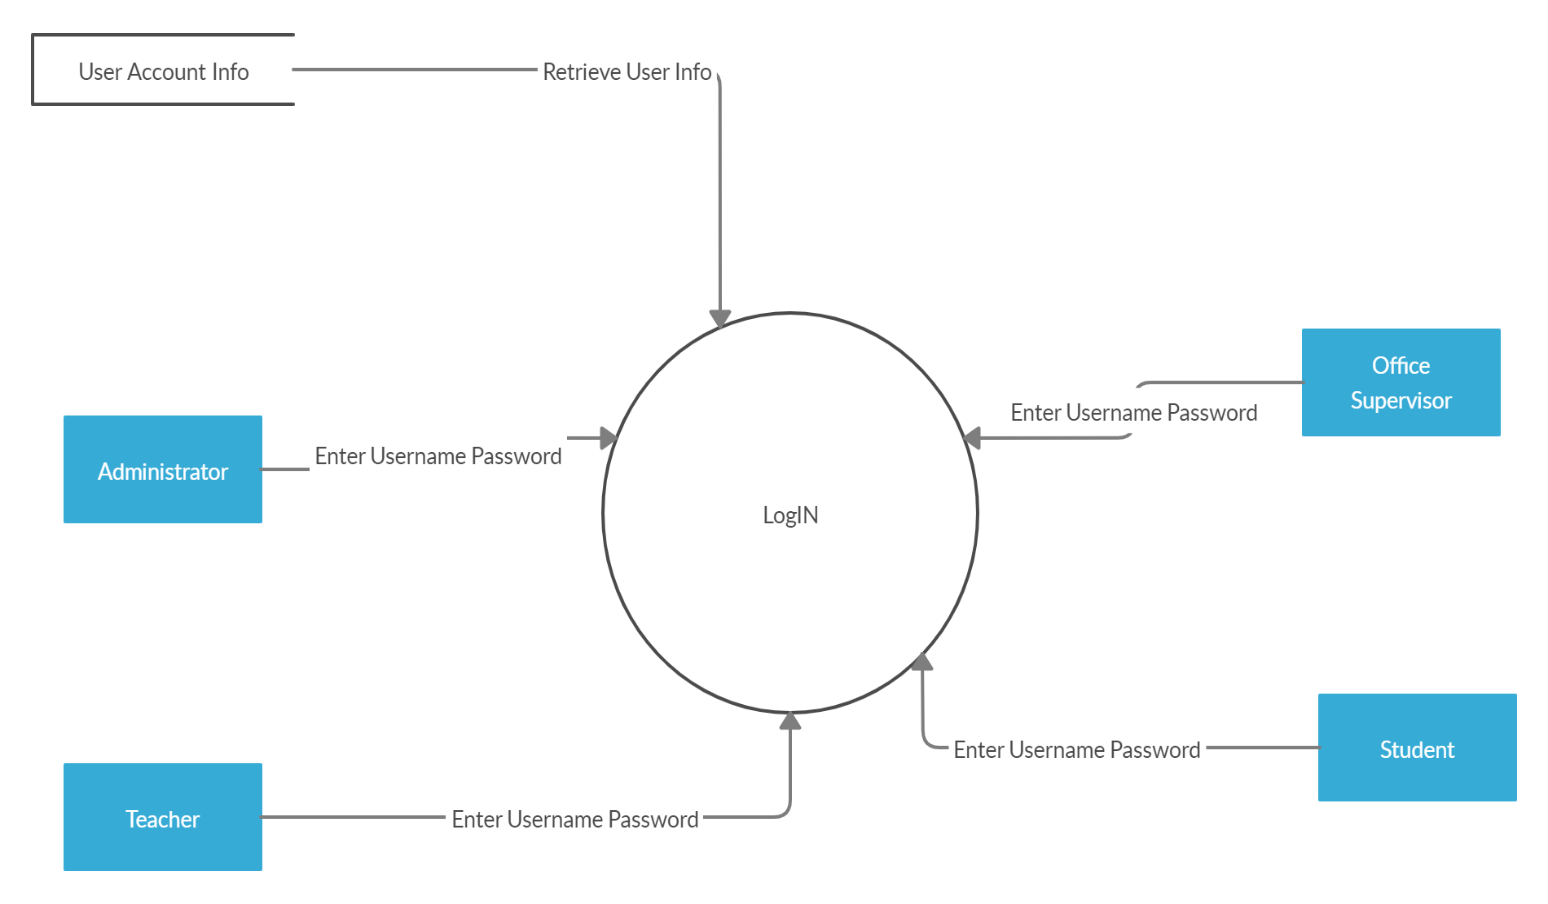 User Account Info
Retrieve User Info
Office
Supervisor
Enter Username Password
Enter Username Password
Administrator
LogIN
Enter Username Password
Student
Teacher
Enter Username Password